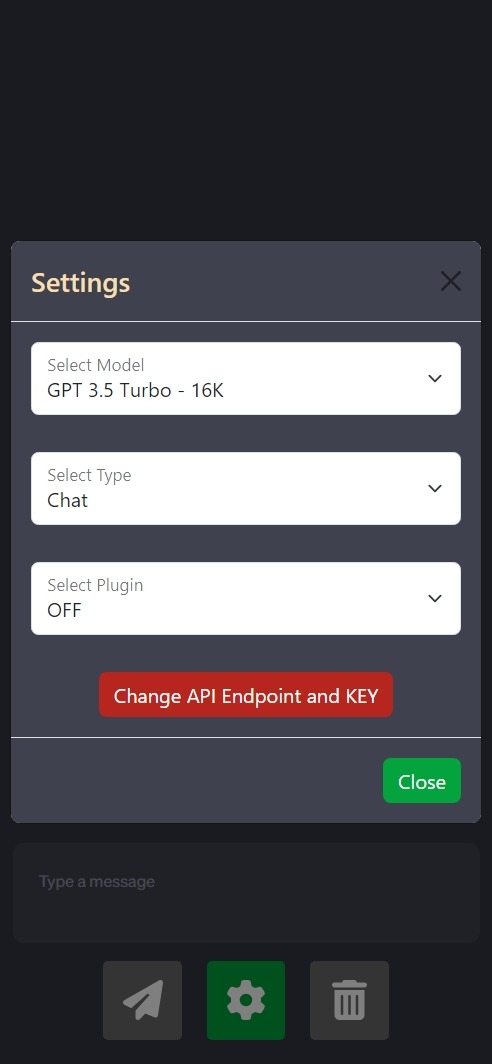 Settings
Select Model
GPT 3.5 Turbo - 16K
Select Type
Chat
Select Plugin
OFF
Change API Endpoint and KEY
Close
Type a message